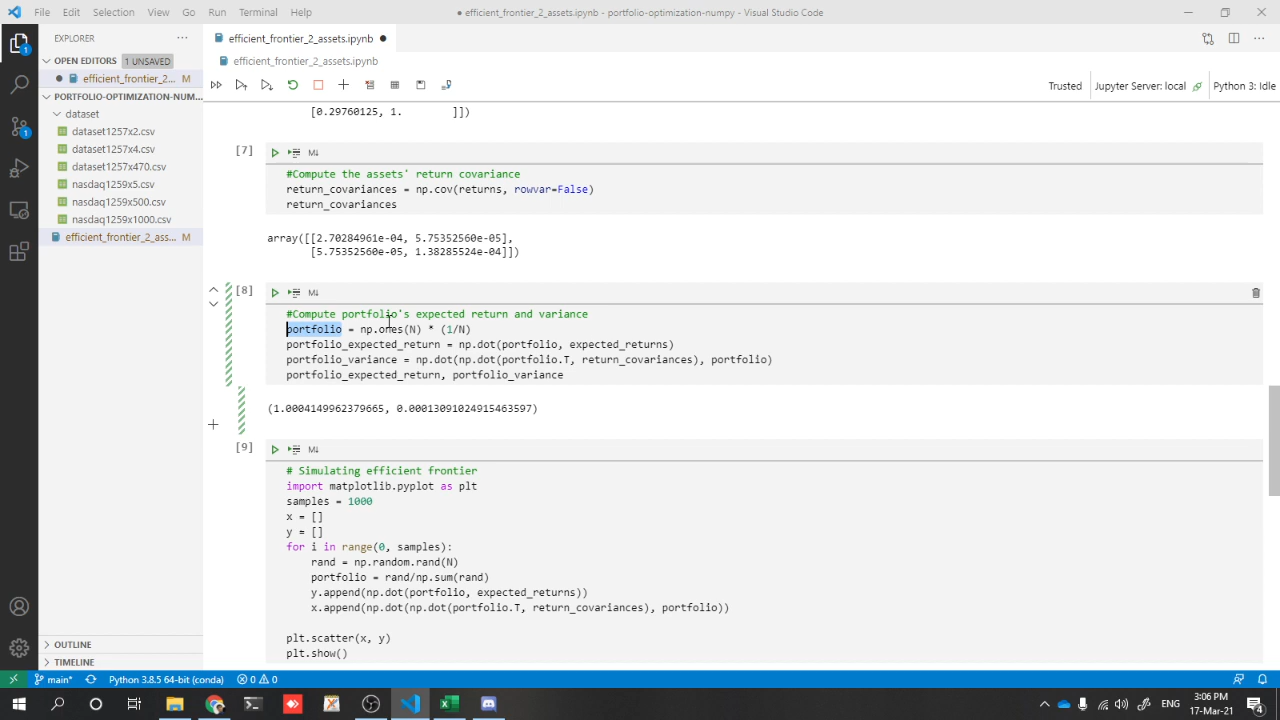 File Edit Selection View Go Run Terminal Help
● efficient_frontier_2_assets.ipynb - portfolio-optimization-numpy - Visual Studio Code
EXPLORER
efficient_frontier_2_assets.ipynb
OPEN EDITORS 1 UNSAVED
efficient_frontier_2_assets.ipynb
efficient_frontier_2... M
PORTFOLIO-OPTIMIZATION-NUM...
Trusted
Jupyter Server: local
Python 3: Idle
dataset
dataset1257x2.csv
dataset1257x4.csv
dataset1257x470.csv
nasdaq1259x5.csv
nasdaq1259x500.csv
nasdaq1259x1000.csv
efficient_frontier_2_ass... M
[0.29760125, 1. ]])
[7]
M↓
#Compute the assets' return covariance
return_covariances = np.cov(returns, rowvar=False)
return_covariances
array([[2.70284961e-04, 5.75352560e-05],
[5.75352560e-05, 1.38285524e-04]])
[8]
M↓
#Compute portfolio's expected return and variance
portfolio = np.ones(N) * (1/N)
portfolio_expected_return = np.dot(portfolio, expected_returns)
portfolio_variance = np.dot(np.dot(portfolio.T, return_covariances), portfolio)
portfolio_expected_return, portfolio_variance
(1.0004149962379665, 0.00013091024915463597)
[9]
M↓
# Simulating efficient frontier
import matplotlib.pyplot as plt
samples = 1000
x = []
y = []
for i in range(0, samples):
rand = np.random.rand(N)
portfolio = rand/np.sum(rand)
y.append(np.dot(portfolio, expected_returns))
x.append(np.dot(np.dot(portfolio.T, return_covariances), portfolio))
plt.scatter(x, y)
plt.show()
OUTLINE
TIMELINE
main*
Python 3.8.5 64-bit (conda)
0
0
ENG
3:06 PM
17-Mar-21